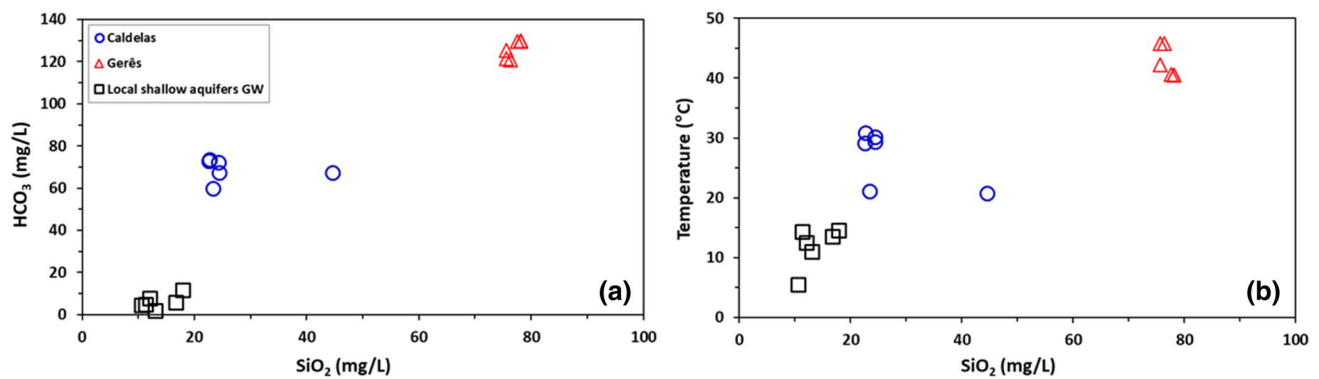 140
120
100
80
60
40
20
0
HCO₃ (mg/L)
Caldelas
Gerês
Local shallow aquifers GW
(a)
0 20 40 60 80 100
SiO₂ (mg/L)
50
40
30
20
10
0
Temperature (°C)
(b)
0 20 40 60 80 100
SiO₂ (mg/L)